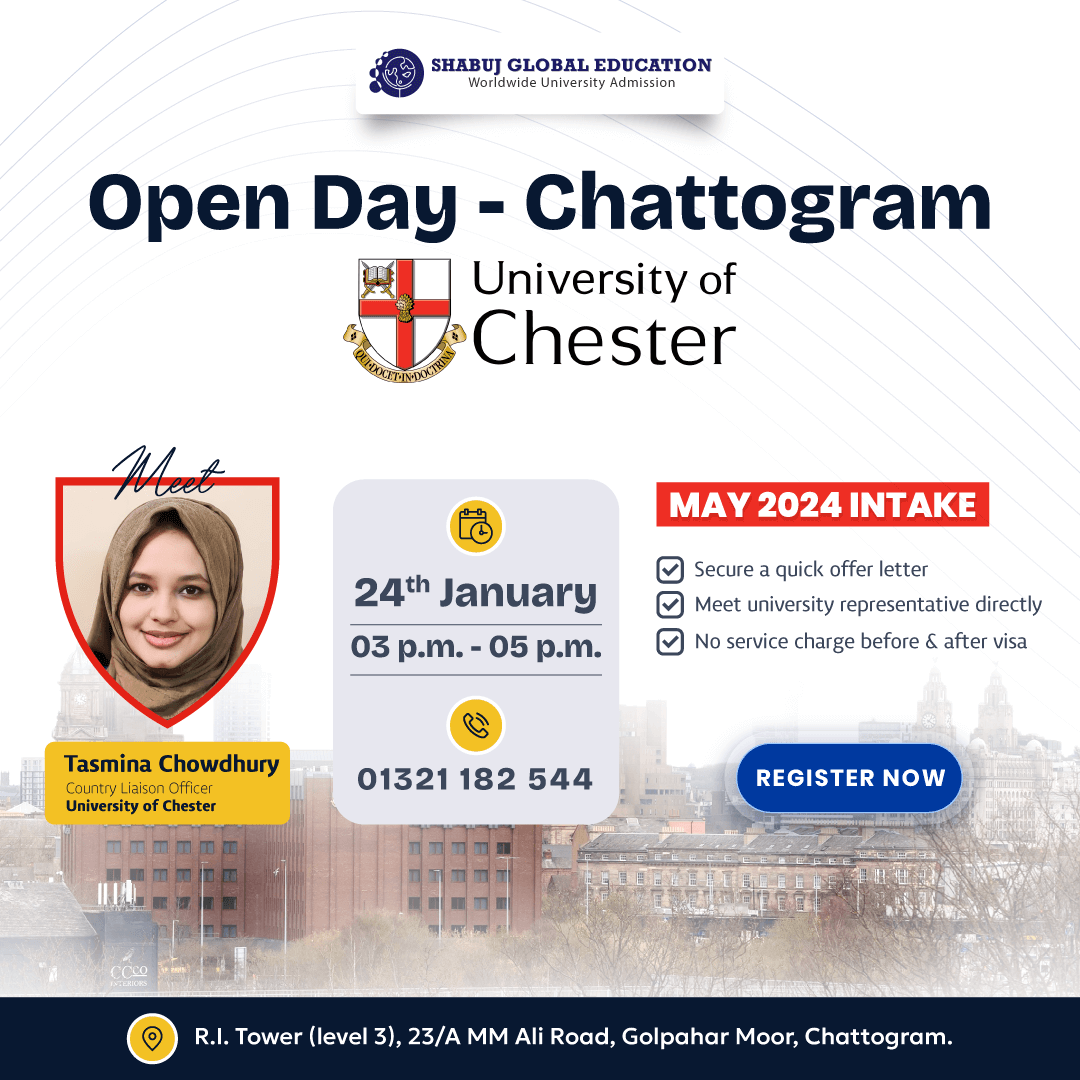 SHABUJ GLOBAL EDUCATION
Worldwide University Admission
Open Day - Chattogram
University of
Chester
QUI·DOCET·IN·DOCTRINA
Meet
Tasmina Chowdhury
Country Liaison Officer
University of Chester
24th January
03 p.m. - 05 p.m.
01321 182 544
MAY 2024 INTAKE
Secure a quick offer letter
Meet university representative directly
No service charge before & after visa
REGISTER NOW
CCco
INTERIORS
R.I. Tower (level 3), 23/A MM Ali Road, Golpahar Moor, Chattogram.